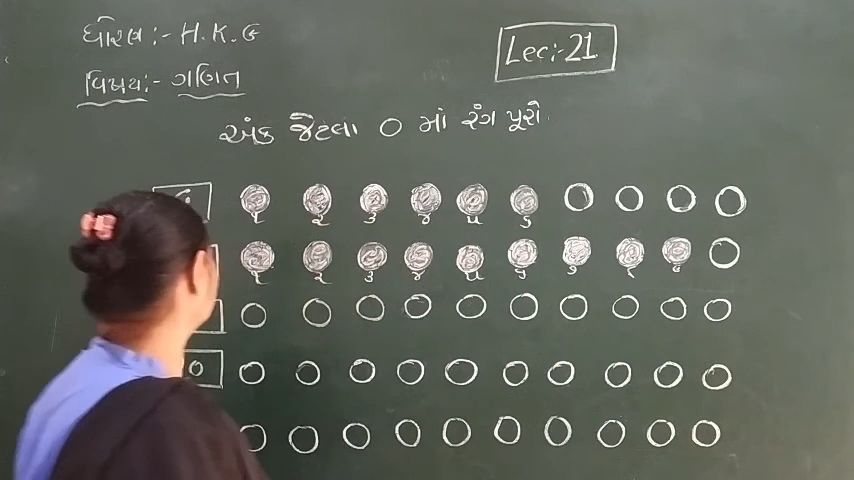 ધોરણ:- H.K.G
Lec:-21
વિષય:- ગણિત
અંક જેટલા O માં રંગ પૂરો.
૧ ૨ ૩ ૪ ૫ ૬
૧ ૨ ૩ ૪ ૫ ૬ ૭ ૮ ૯